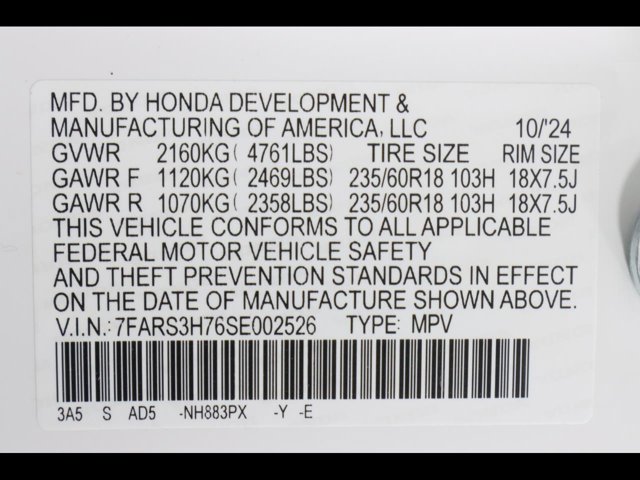 MFD. BY HONDA DEVELOPMENT &
MANUFACTURING OF AMERICA, LLC 10/'24
GVWR 2160KG( 4761LBS) TIRE SIZE RIM SIZE
GAWR F 1120KG( 2469LBS) 235/60R18 103H 18X7.5J
GAWR R 1070KG( 2358LBS) 235/60R18 103H 18X7.5J
THIS VEHICLE CONFORMS TO ALL APPLICABLE
FEDERAL MOTOR VEHICLE SAFETY
AND THEFT PREVENTION STANDARDS IN EFFECT
ON THE DATE OF MANUFACTURE SHOWN ABOVE.
V.I.N.: 7FARS3H76SE002526 TYPE: MPV
3A5 S AD5 -NH883PX -Y -E